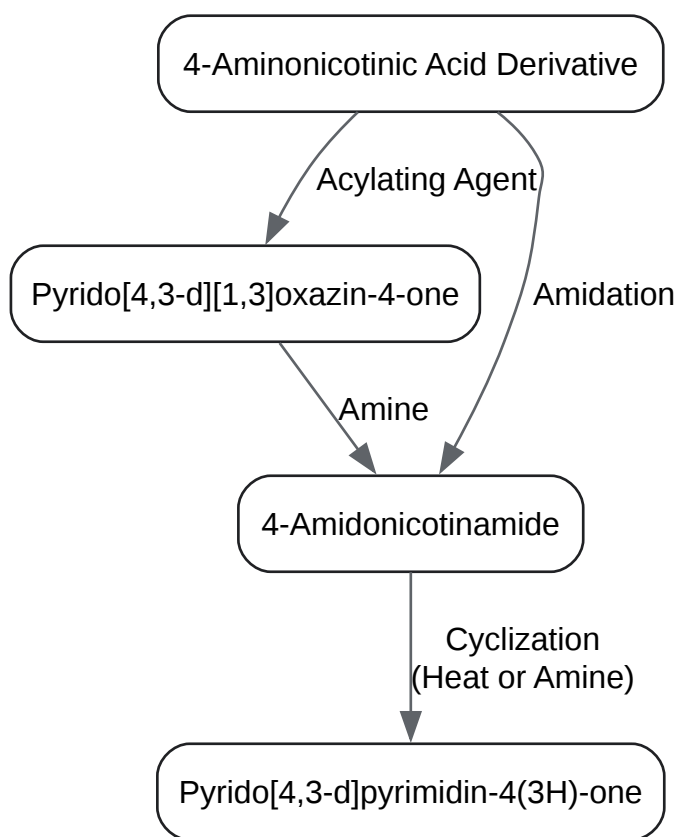 4-Aminonicotinic Acid Derivative
Acylating Agent
Pyrido[4,3-d][1,3]oxazin-4-one
Amidation
Amine
4-Amidonicotinamide
Cyclization
(Heat or Amine)
Pyrido[4,3-d]pyrimidin-4(3H)-one